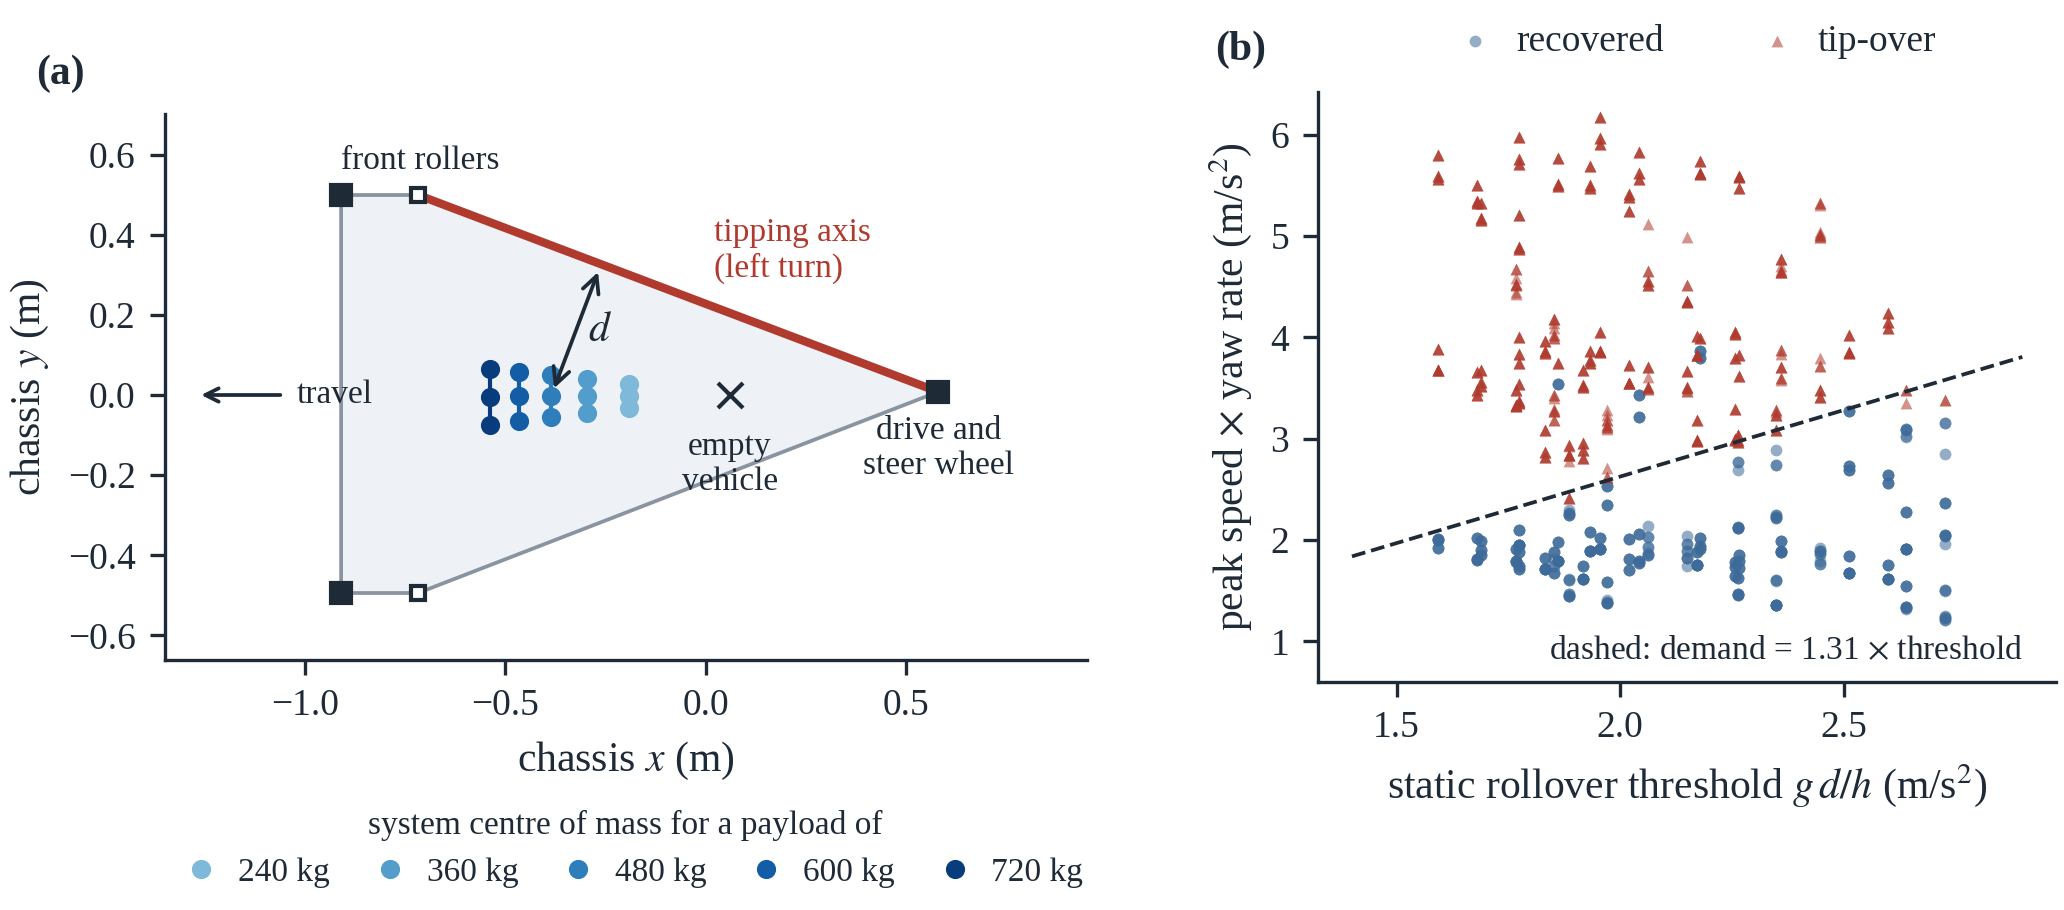 (a)
0.6
0.4
0.2
0.0
−0.2
−0.4
−0.6
chassis y (m)
front rollers
tipping axis
(left turn)
d
travel
empty
vehicle
drive and
steer wheel
−1.0 −0.5 0.0 0.5
chassis x (m)
system centre of mass for a payload of
240 kg 360 kg 480 kg 600 kg 720 kg
(b)
recovered tip-over
6
5
4
3
2
1
peak speed × yaw rate (m/s²)
dashed: demand = 1.31 × threshold
1.5 2.0 2.5
static rollover threshold g d/h (m/s²)